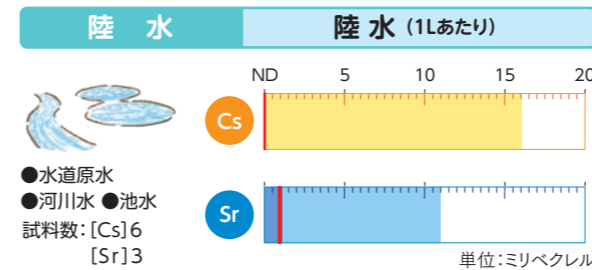 陸 水 陸 水 (1Lあたり)
ND 5 10 15 20
Cs
●水道原水
●河川水 ●池水
Sr
試料数:[Cs]6
[Sr]3
単位:ミリベクレル